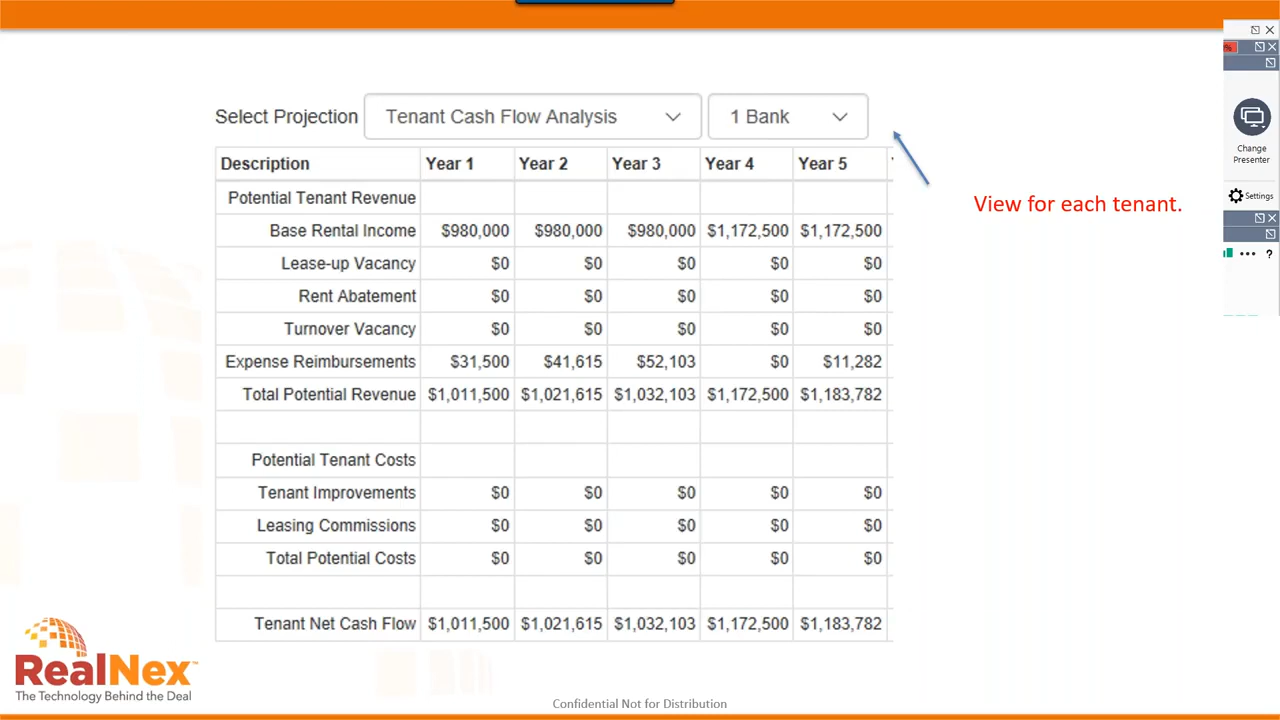 Select Projection Tenant Cash Flow Analysis 1 Bank
Description Year 1 Year 2 Year 3 Year 4 Year 5
Potential Tenant Revenue
Base Rental Income $980,000 $980,000 $980,000 $1,172,500 $1,172,500
Lease-up Vacancy $0 $0 $0 $0 $0
Rent Abatement $0 $0 $0 $0 $0
Turnover Vacancy $0 $0 $0 $0 $0
Expense Reimbursements $31,500 $41,615 $52,103 $0 $11,282
Total Potential Revenue $1,011,500 $1,021,615 $1,032,103 $1,172,500 $1,183,782
Potential Tenant Costs
Tenant Improvements $0 $0 $0 $0 $0
Leasing Commissions $0 $0 $0 $0 $0
Total Potential Costs $0 $0 $0 $0 $0
Tenant Net Cash Flow $1,011,500 $1,021,615 $1,032,103 $1,172,500 $1,183,782
View for each tenant.
%
Change
Presenter
Settings
?
RealNex™
The Technology Behind the Deal
Confidential Not for Distribution